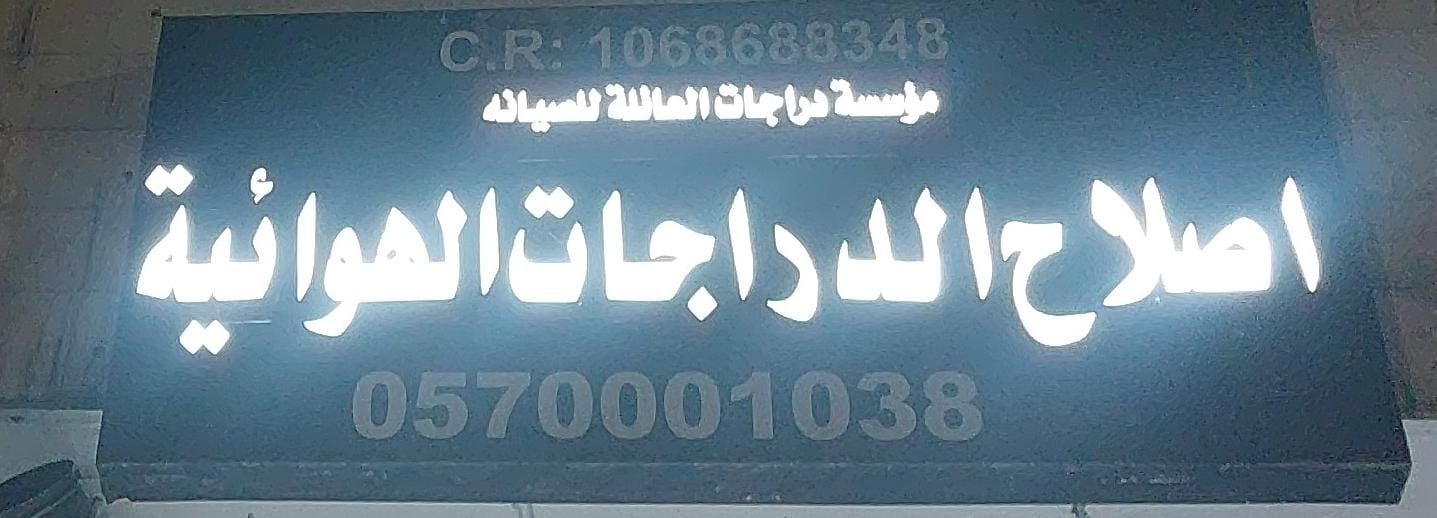 C.R: 1068688348
مؤسسة دراجات العائلة للصيانه
اصلاح الدراجات الهوائية
0570001038